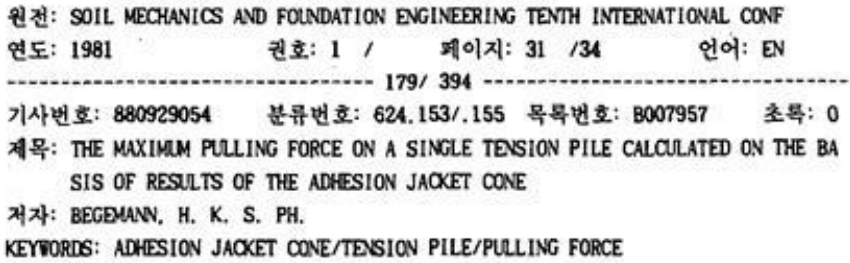 원전: SOIL MECHANICS AND FOUNDATION ENGINEERING TENTH INTERNATIONAL CONF
연도: 1981 권호: 1 / 페이지: 31 /34 언어: EN
-------------------------------- 179/ 394 --------------------------------
기사번호: 880929054 분류번호: 624.153/.155 목록번호: B007957 초록: 0
제목: THE MAXIMUM PULLING FORCE ON A SINGLE TENSION PILE CALCULATED ON THE BA
SIS OF RESULTS OF THE ADHESION JACKET CONE
저자: BEGEMANN, H. K. S. PH.
KEYWORDS: ADHESION JACKET CONE/TENSION PILE/PULLING FORCE